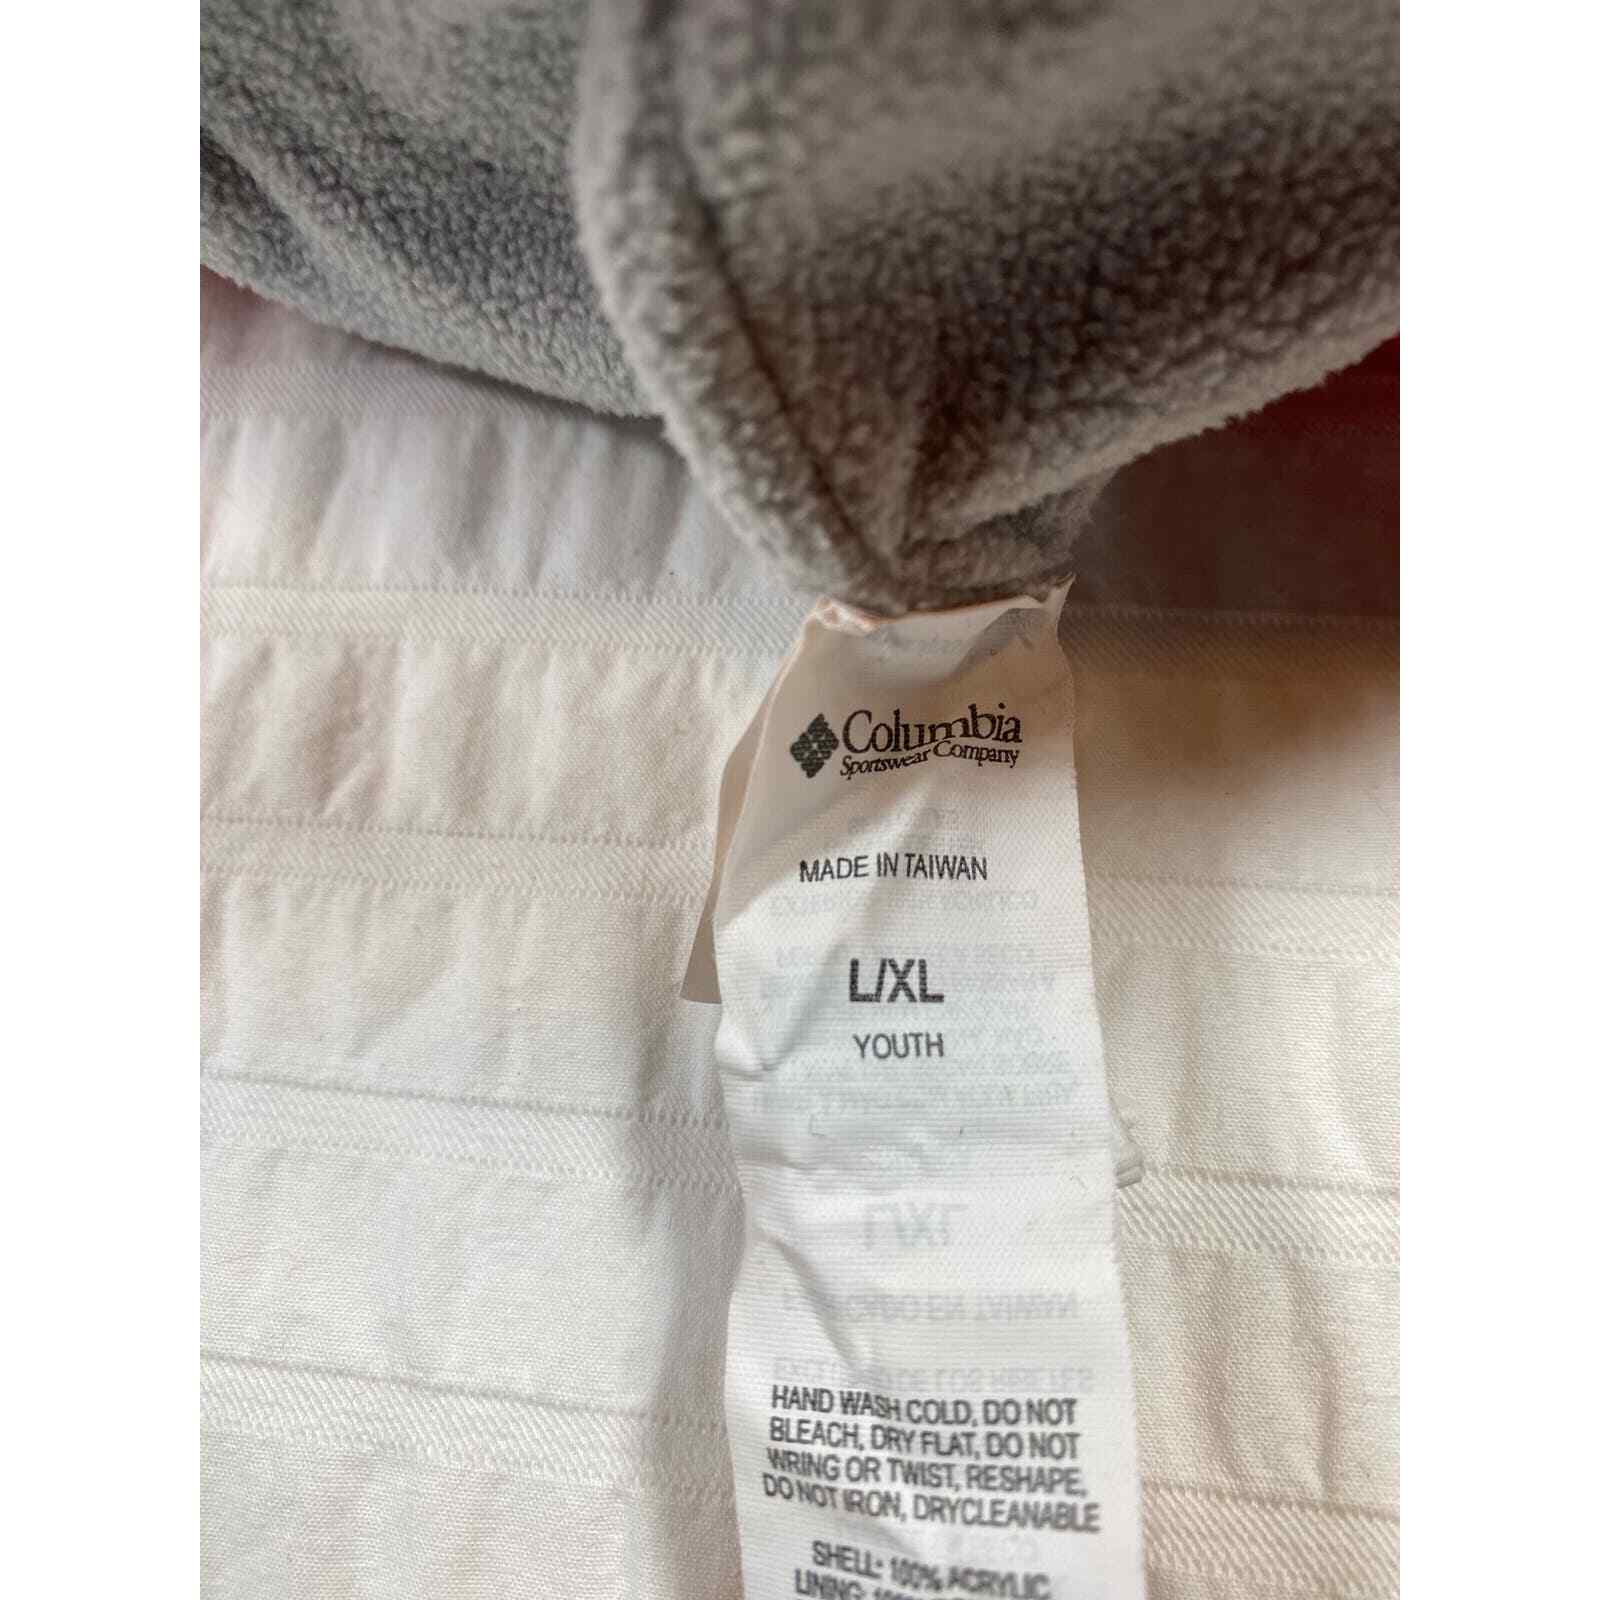 Columbia
Sportswear Company
MADE IN TAIWAN
L/XL
YOUTH
HAND WASH COLD, DO NOT
BLEACH, DRY FLAT, DO NOT
WRING OR TWIST, RESHAPE,
DO NOT IRON, DRYCLEANABLE
SHELL: 100% ACRYLIC
LINING: